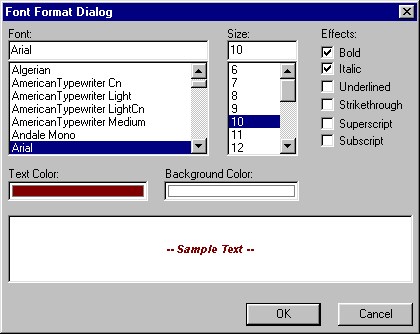 Font Format Dialog
Font: Size: Effects:
Arial 10
Algerian 6
AmericanTypewriter Cn 7
AmericanTypewriter Light 8
AmericanTypewriter LightCn 9
AmericanTypewriter Medium 10
Andale Mono 11
Arial 12
Bold
Italic
Underlined
Strikethrough
Superscript
Subscript
Text Color: Background Color:
-- Sample Text --
OK Cancel